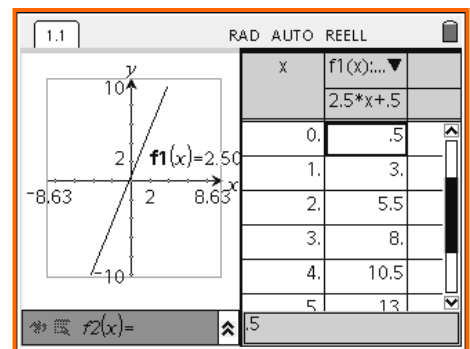 1.1
RAD AUTO REELL
y
10
2
f1(x)=2.50
x
-8.63
2
8.63
-10
f2(x)=
x f1(x):...▼
2.5*x+.5
0. .5
1. 3.
2. 5.5
3. 8.
4. 10.5
5. 13.
.5